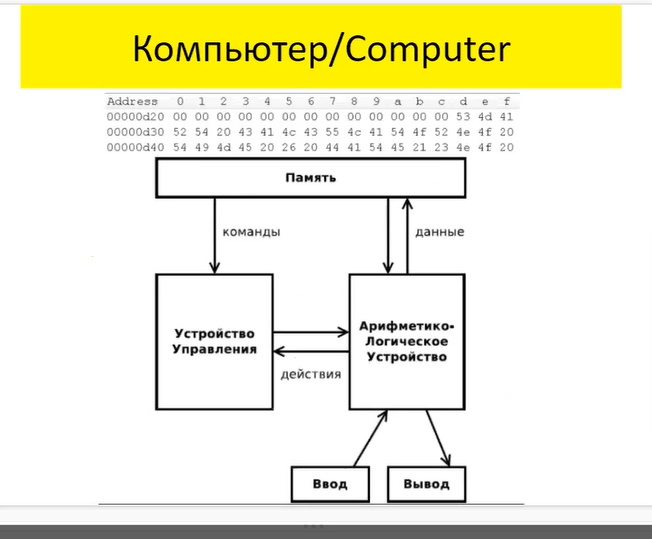 Компьютер/Computer
Address 0 1 2 3 4 5 6 7 8 9 a b c d e f
00000d20 00 00 00 00 00 00 00 00 00 00 00 00 00 53 4d 41
00000d30 52 54 20 43 41 4c 43 55 4c 41 54 4f 52 4e 4f 20
00000d40 54 49 4d 45 20 26 20 44 41 54 45 21 23 4e 4f 20
Память
команды
данные
Устройство
Управления
Арифметико-
Логическое
Устройство
действия
Ввод
Вывод